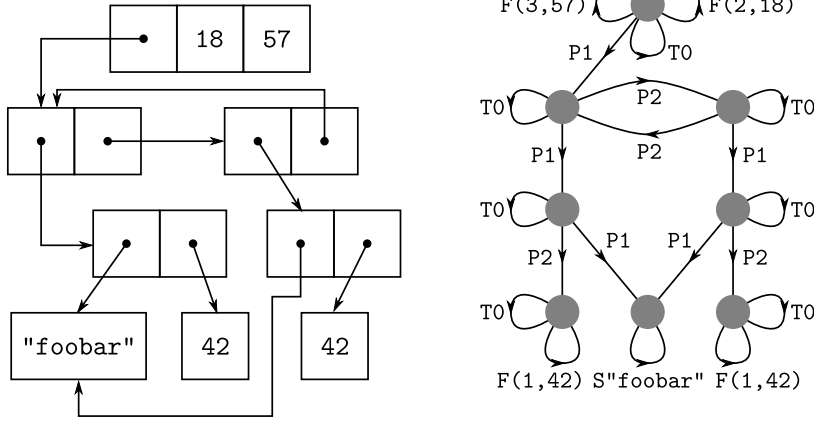 18 57
"foobar" 42 42
F(3,57) F(2,18)
P1 T0
T0 P2 T0
P2
P1 P1
T0 P1 P1 T0
P2 P2
T0 T0
F(1,42) S"foobar" F(1,42)